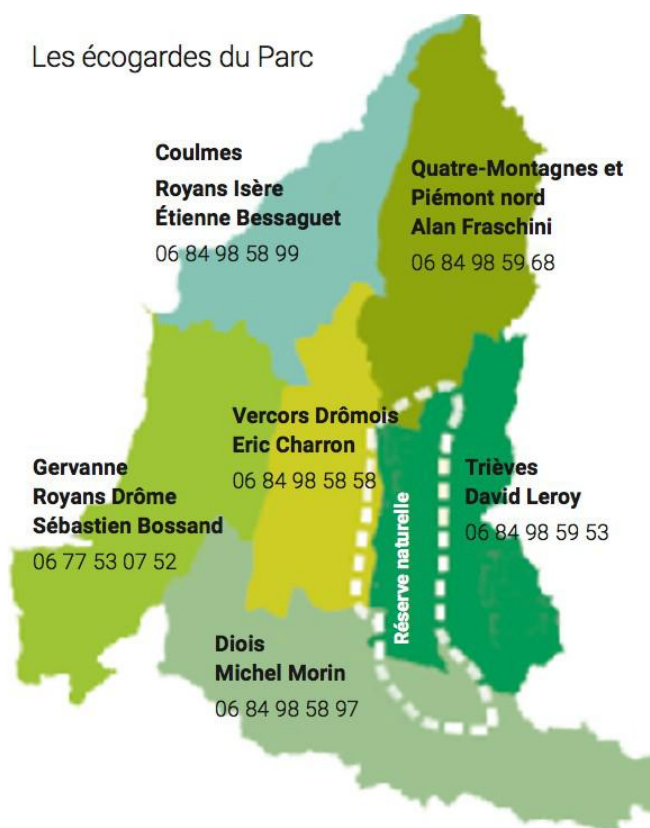 Les écogardes du Parc
Coulmes
Royans Isère
Étienne Bessaguet
06 84 98 58 99
Quatre-Montagnes et
Piémont nord
Alan Fraschini
06 84 98 59 68
Vercors Drômois
Eric Charron
06 84 98 58 58
Gervanne
Royans Drôme
Sébastien Bossand
06 77 53 07 52
Réserve naturelle
Trièves
David Leroy
06 84 98 59 53
Diois
Michel Morin
06 84 98 58 97